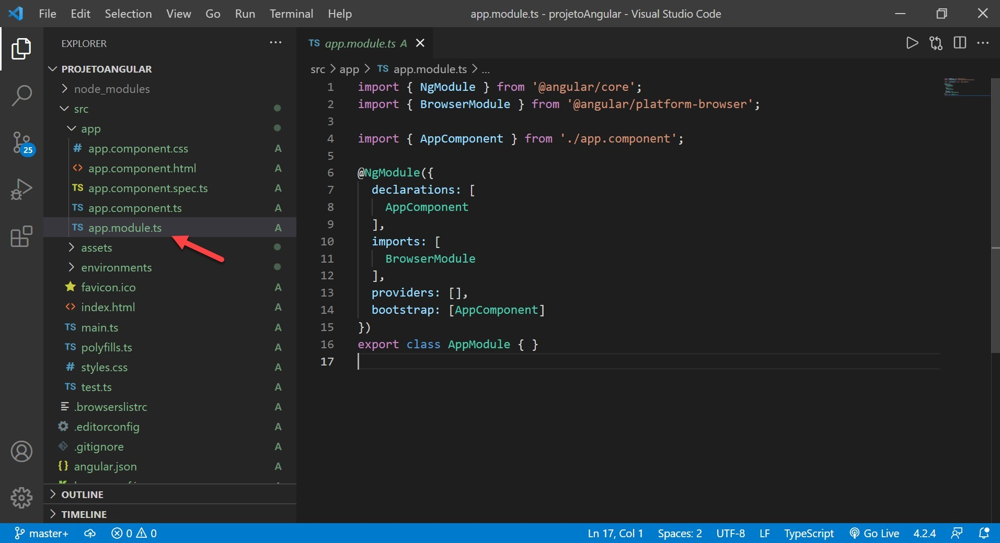 File Edit Selection View Go Run Terminal Help app.module.ts - projetoAngular - Visual Studio Code
EXPLORER
PROJETOANGULAR
node_modules
src
app
# app.component.css A
<> app.component.html A
TS app.component.spec.ts A
TS app.component.ts A
TS app.module.ts A
assets
environments
favicon.ico A
<> index.html A
TS main.ts A
TS polyfills.ts A
# styles.css A
TS test.ts A
.browserslistrc A
.editorconfig A
.gitignore A
{} angular.json A
OUTLINE
TIMELINE
25
TS app.module.ts A
src > app > TS app.module.ts > ...
1 import { NgModule } from '@angular/core';
2 import { BrowserModule } from '@angular/platform-browser';
3
4 import { AppComponent } from './app.component';
5
6 @NgModule({
7 declarations: [
8 AppComponent
9 ],
10 imports: [
11 BrowserModule
12 ],
13 providers: [],
14 bootstrap: [AppComponent]
15 })
16 export class AppModule { }
17
master+ 0 0 Ln 17, Col 1 Spaces: 2 UTF-8 LF TypeScript Go Live 4.2.4